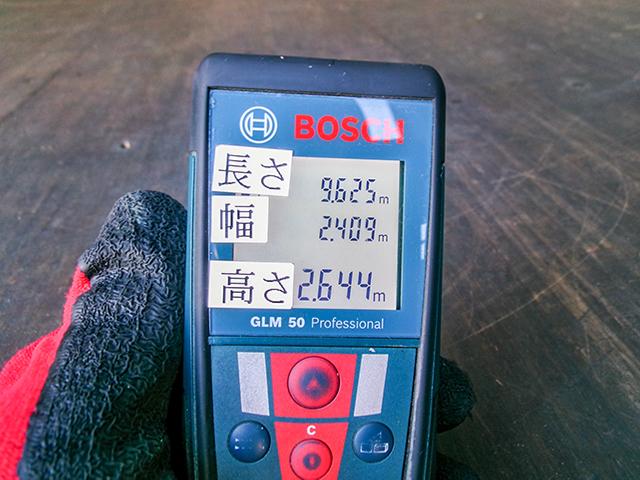 BOSCH
長さ 9.625m
幅 2.409m
高さ 2.644m
GLM 50 Professional
C